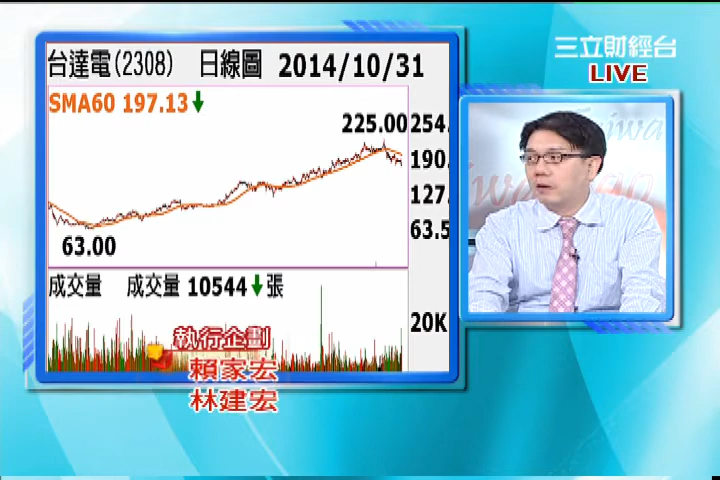 台達電(2308) 日線圖 2014/10/31
SMA60 197.13↓
225.00
254.
190.
127.
63.5
63.00
成交量 成交量 10544↓張
20K
執行企劃
賴家宏
林建宏
三立財經台
LIVE